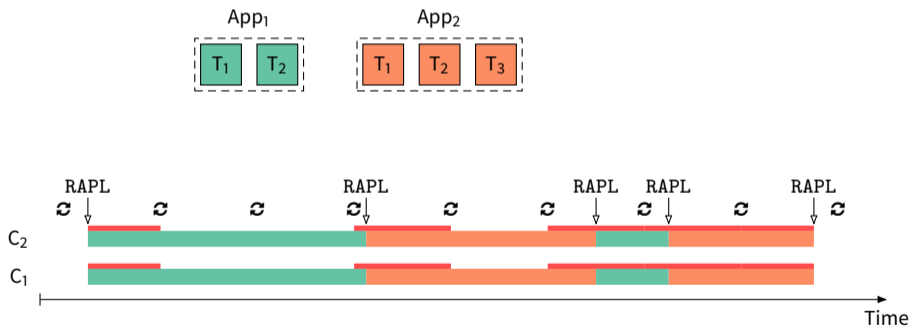 App₁ App₂
T₁ T₂ T₁ T₂ T₃
RAPL RAPL RAPL RAPL RAPL
C₂
C₁
Time